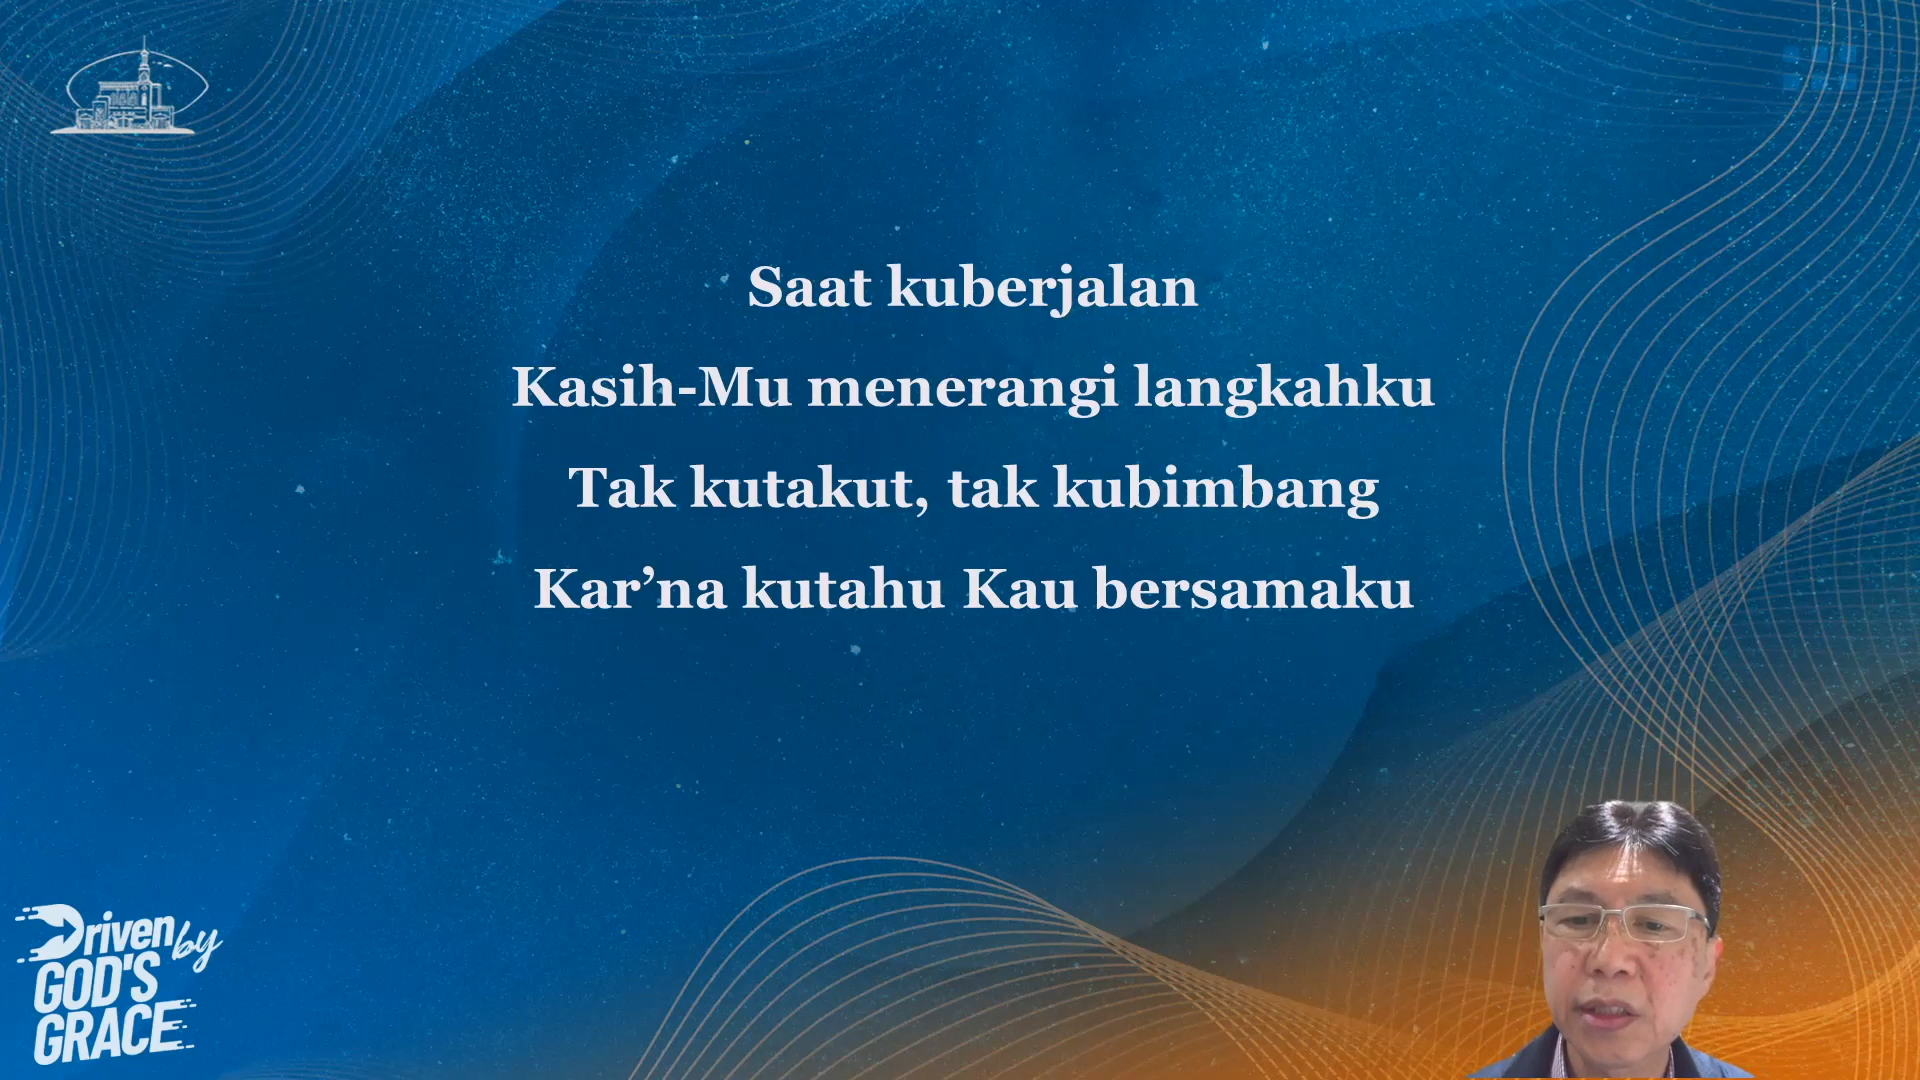 Saat kuberjalan
Kasih-Mu menerangi langkahku
Tak kutakut, tak kubimbang
Kar’na kutahu Kau bersamaku
Driven by
GOD'S
GRACE